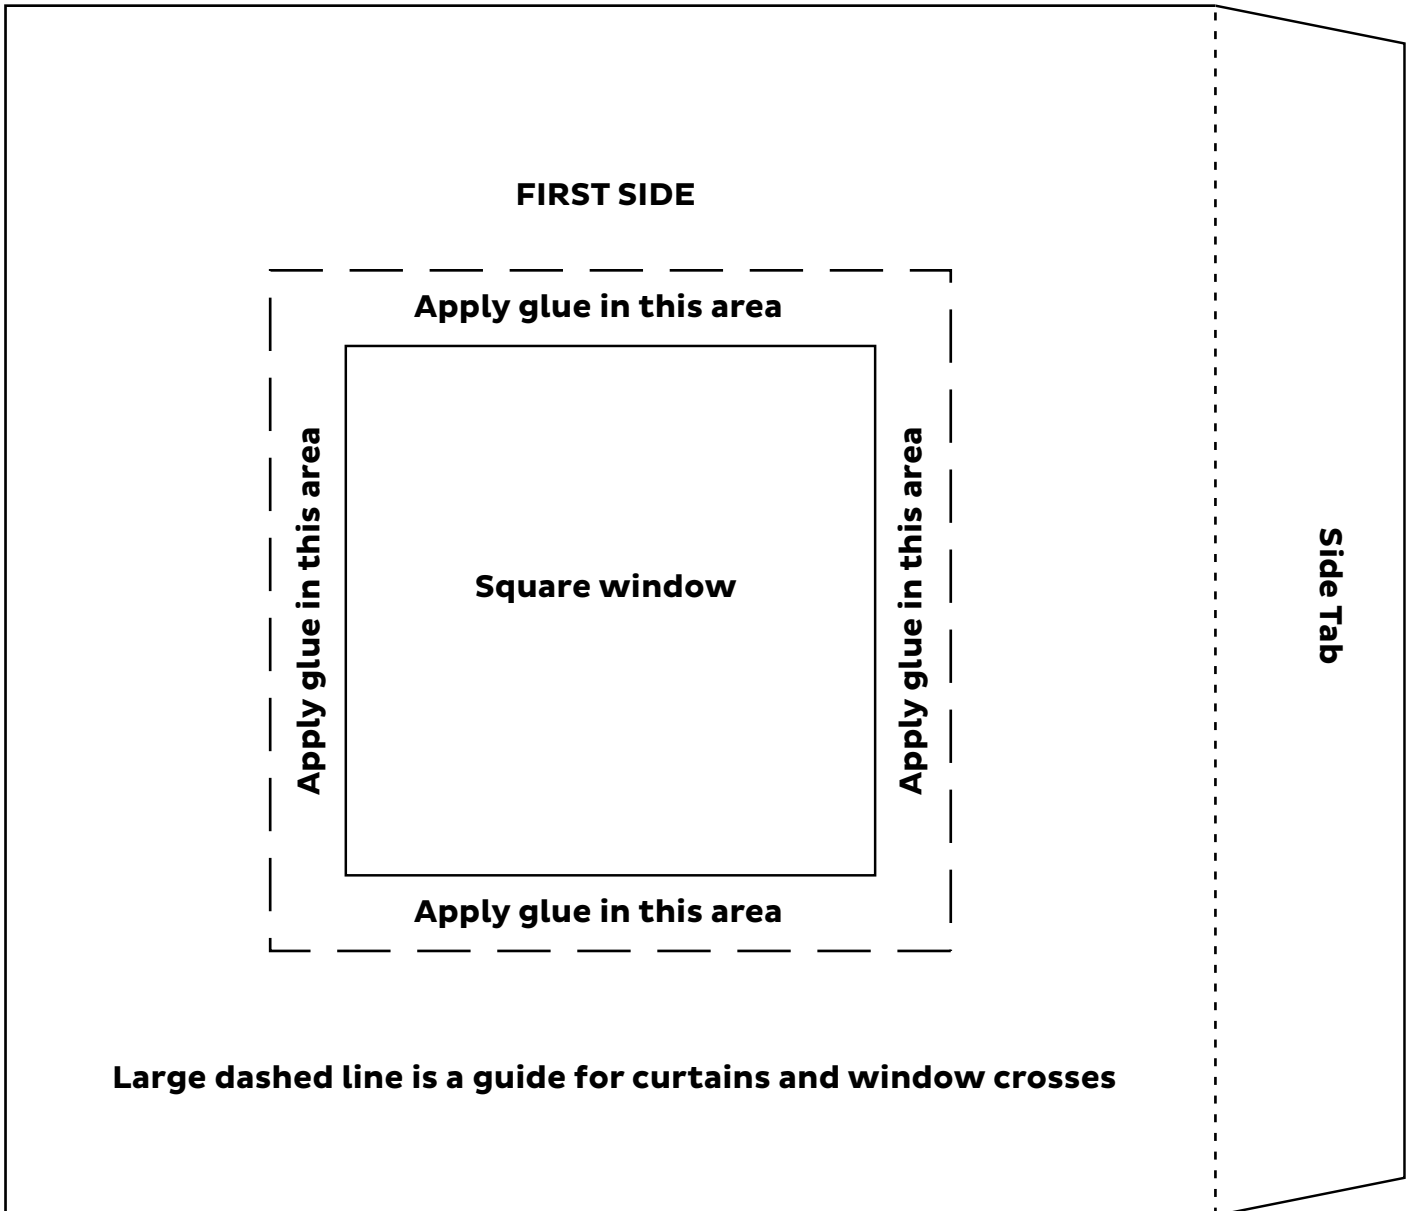 FIRST SIDE
Apply glue in this area
Apply glue in this area
Square window
Apply glue in this area
Side Tab
Apply glue in this area
Large dashed line is a guide for curtains and window crosses